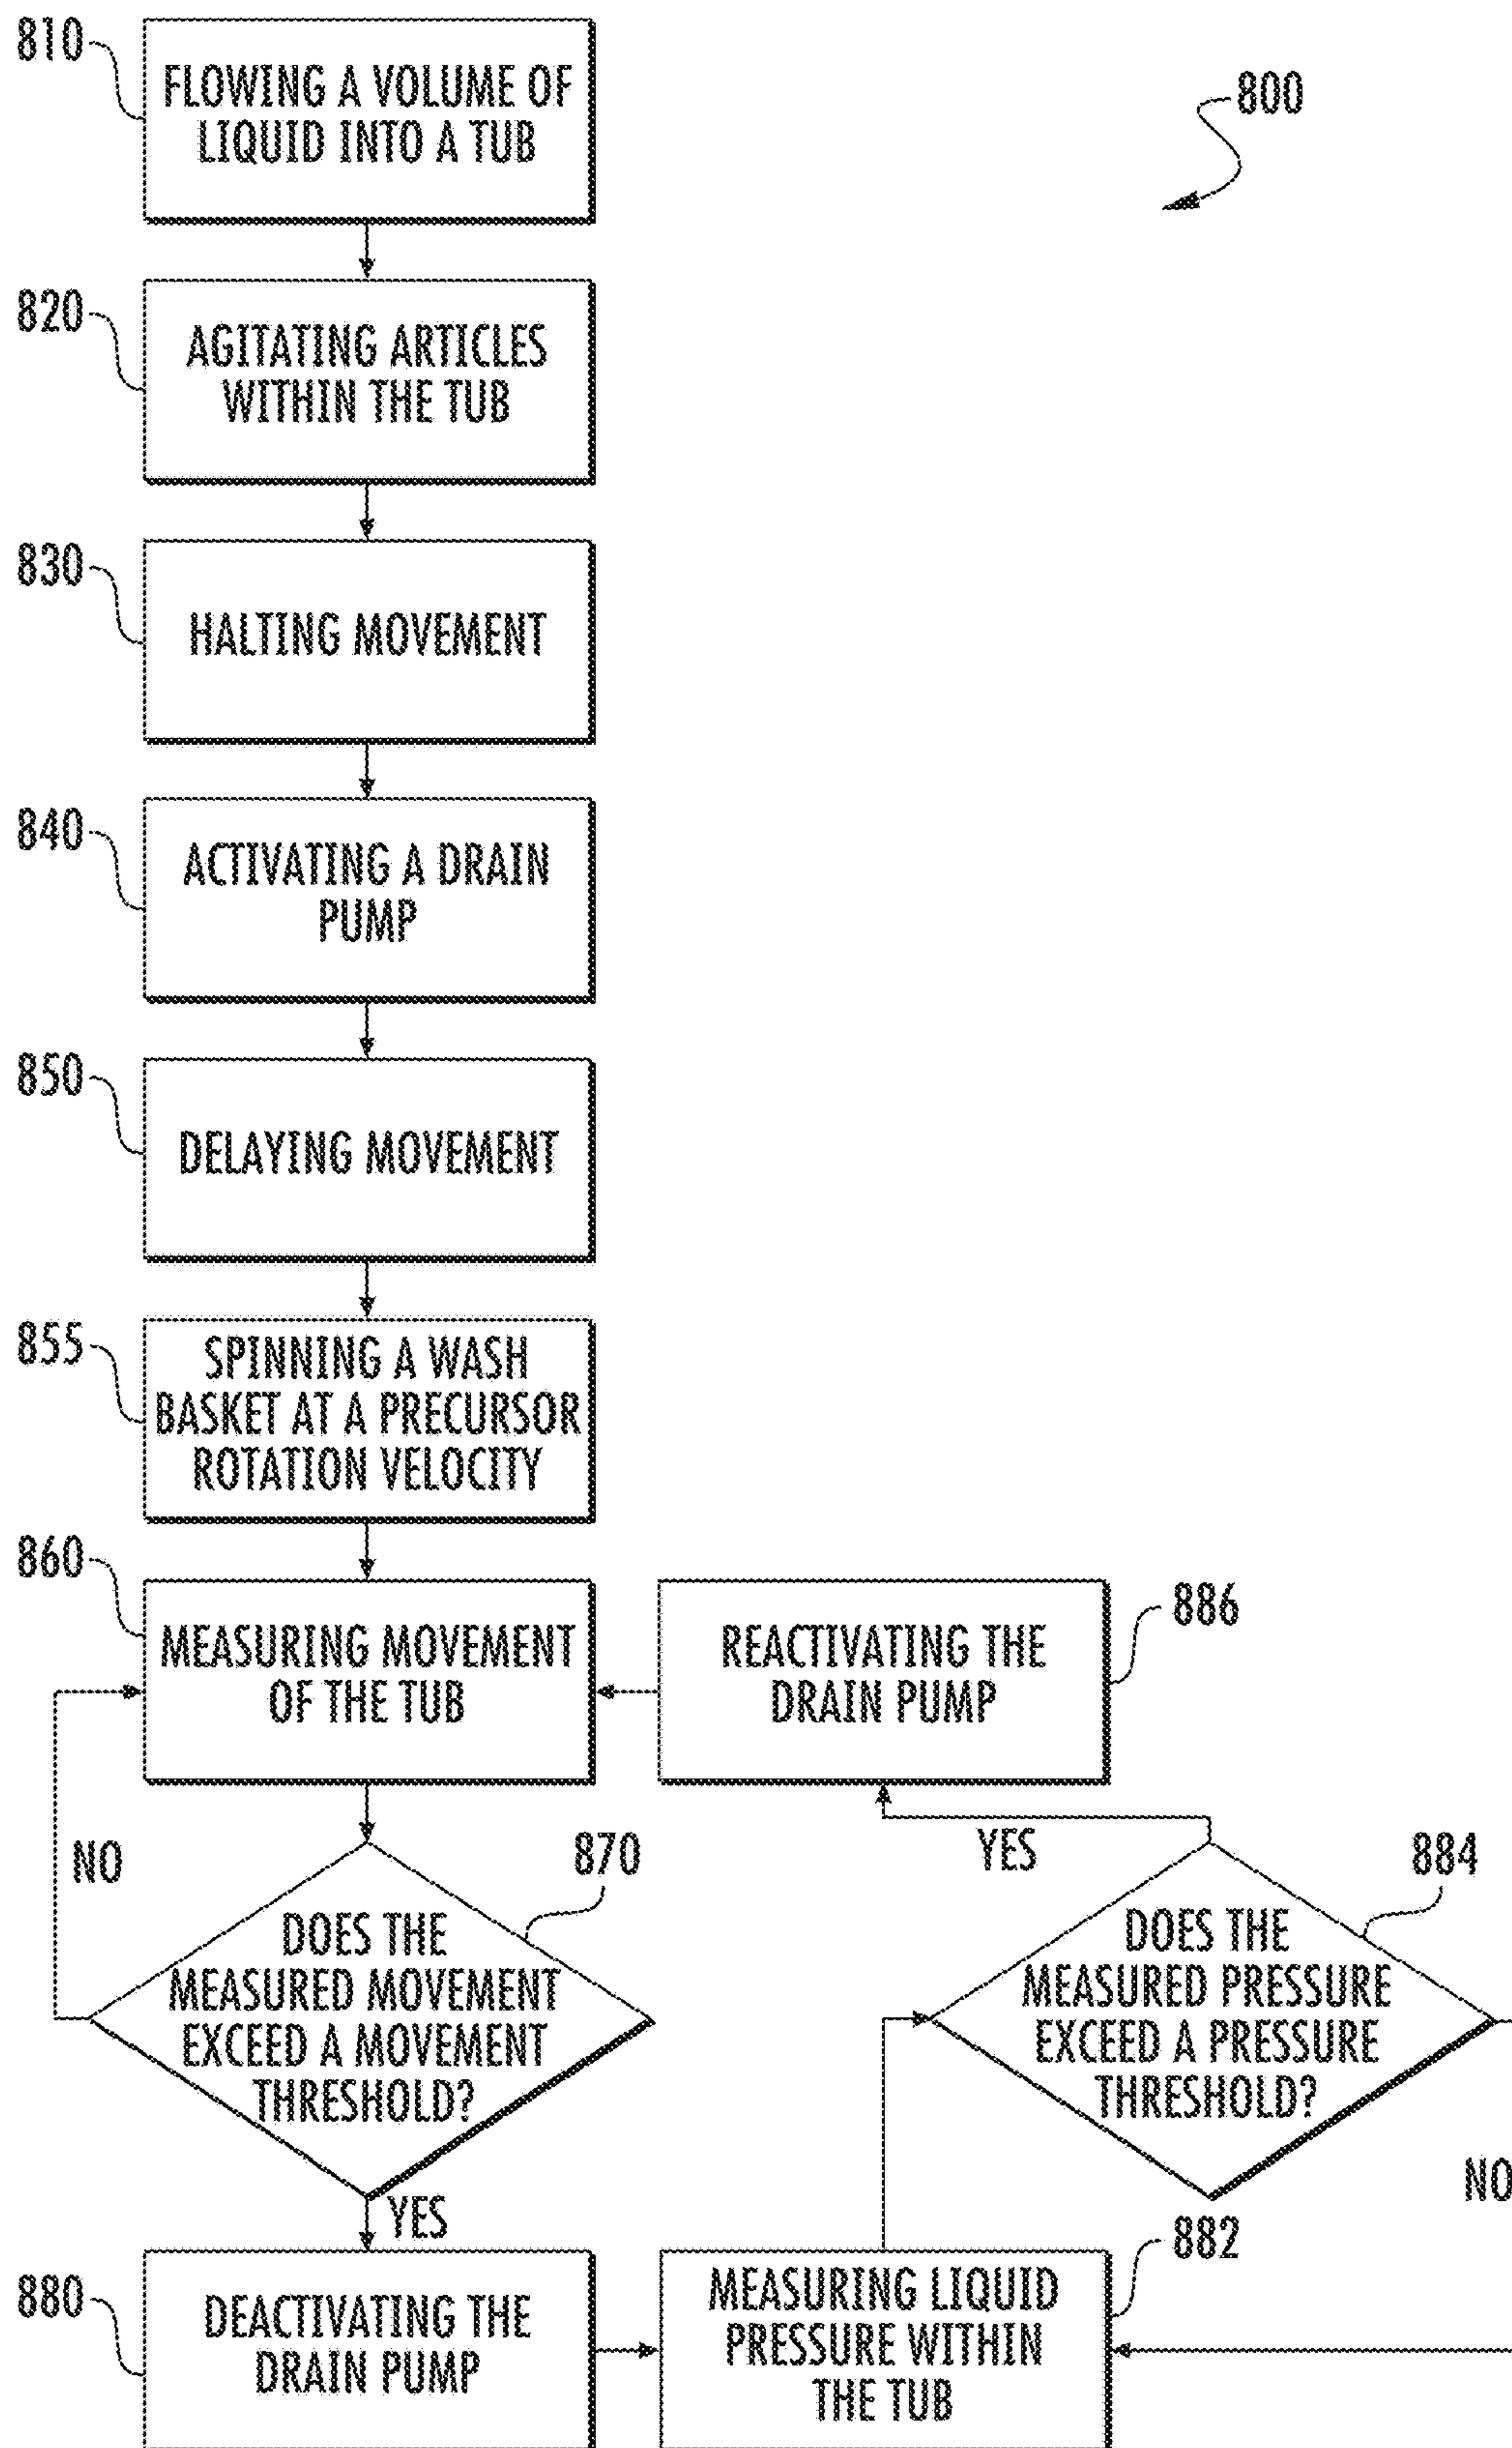 810
FLOWING A VOLUME OF
LIQUID INTO A TUB
800
820
AGITATING ARTICLES
WITHIN THE TUB
830
HALTING MOVEMENT
840
ACTIVATING A DRAIN
PUMP
850
DELAYING MOVEMENT
855
SPINNING A WASH
BASKET AT A PRECURSOR
ROTATION VELOCITY
860
MEASURING MOVEMENT
OF THE TUB
REACTIVATING THE
DRAIN PUMP
886
NO
870
DOES THE
MEASURED MOVEMENT
EXCEED A MOVEMENT
THRESHOLD?
YES
YES
884
DOES THE
MEASURED PRESSURE
EXCEED A PRESSURE
THRESHOLD?
NO
880
DEACTIVATING THE
DRAIN PUMP
882
MEASURING LIQUID
PRESSURE WITHIN
THE TUB